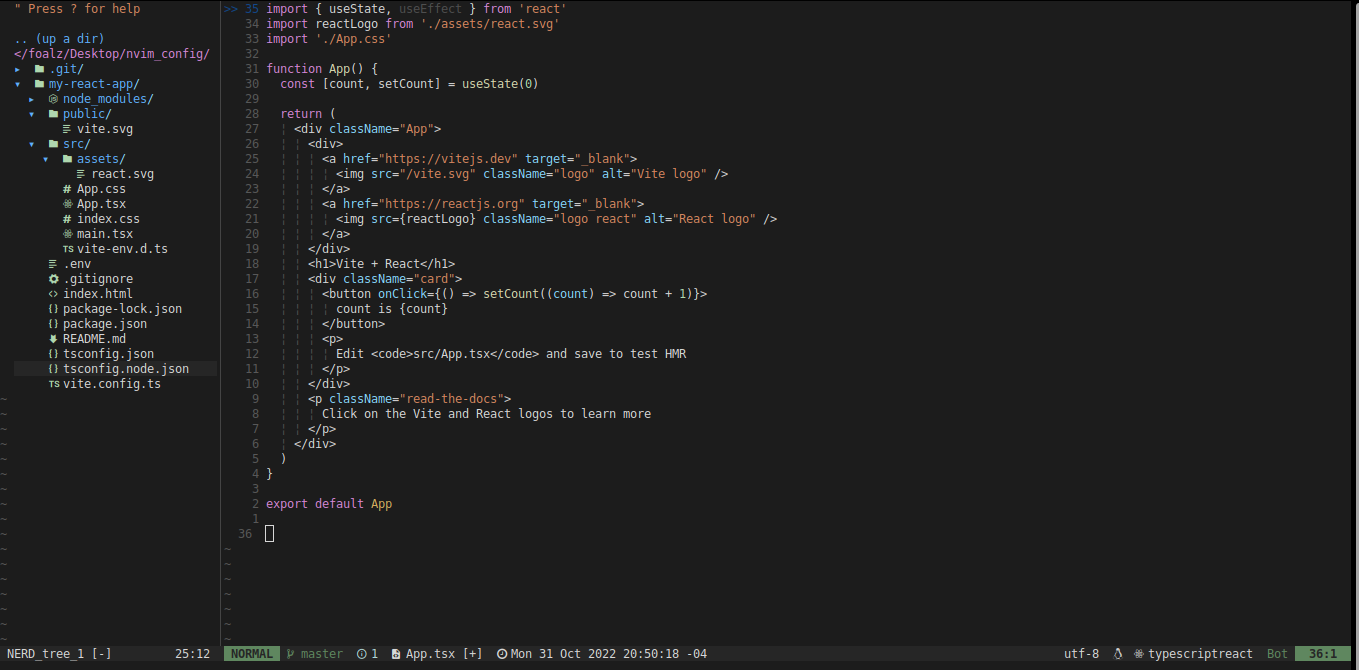 " Press ? for help
.. (up a dir)
</foalz/Desktop/nvim_config/
▸ .git/
▾ my-react-app/
▸ node_modules/
▾ public/
vite.svg
▾ src/
▾ assets/
react.svg
# App.css
App.tsx
# index.css
main.tsx
TS vite-env.d.ts
.env
.gitignore
<> index.html
{} package-lock.json
{} package.json
README.md
{} tsconfig.json
{} tsconfig.node.json
TS vite.config.ts
>> 35 import { useState, useEffect } from 'react'
34 import reactLogo from './assets/react.svg'
33 import './App.css'
32
31 function App() {
30   const [count, setCount] = useState(0)
29
28   return (
27   ¦ <div className="App">
26   ¦ ¦ <div>
25   ¦ ¦ ¦ <a href="https://vitejs.dev" target="_blank">
24   ¦ ¦ ¦ ¦ <img src="/vite.svg" className="logo" alt="Vite logo" />
23   ¦ ¦ ¦ </a>
22   ¦ ¦ ¦ <a href="https://reactjs.org" target="_blank">
21   ¦ ¦ ¦ ¦ <img src={reactLogo} className="logo react" alt="React logo" />
20   ¦ ¦ ¦ </a>
19   ¦ ¦ </div>
18   ¦ ¦ <h1>Vite + React</h1>
17   ¦ ¦ <div className="card">
16   ¦ ¦ ¦ <button onClick={() => setCount((count) => count + 1)}>
15   ¦ ¦ ¦ ¦ count is {count}
14   ¦ ¦ ¦ </button>
13   ¦ ¦ ¦ <p>
12   ¦ ¦ ¦ ¦ Edit <code>src/App.tsx</code> and save to test HMR
11   ¦ ¦ ¦ </p>
10   ¦ ¦ </div>
9   ¦ ¦ <p className="read-the-docs">
8   ¦ ¦ ¦ Click on the Vite and React logos to learn more
7   ¦ ¦ </p>
6   ¦ </div>
5   )
4 }
3
2 export default App
1
36
NERD_tree_1 [-] 25:12 NORMAL master 1 App.tsx [+] Mon 31 Oct 2022 20:50:18 -04 utf-8 typescriptreact Bot 36:1